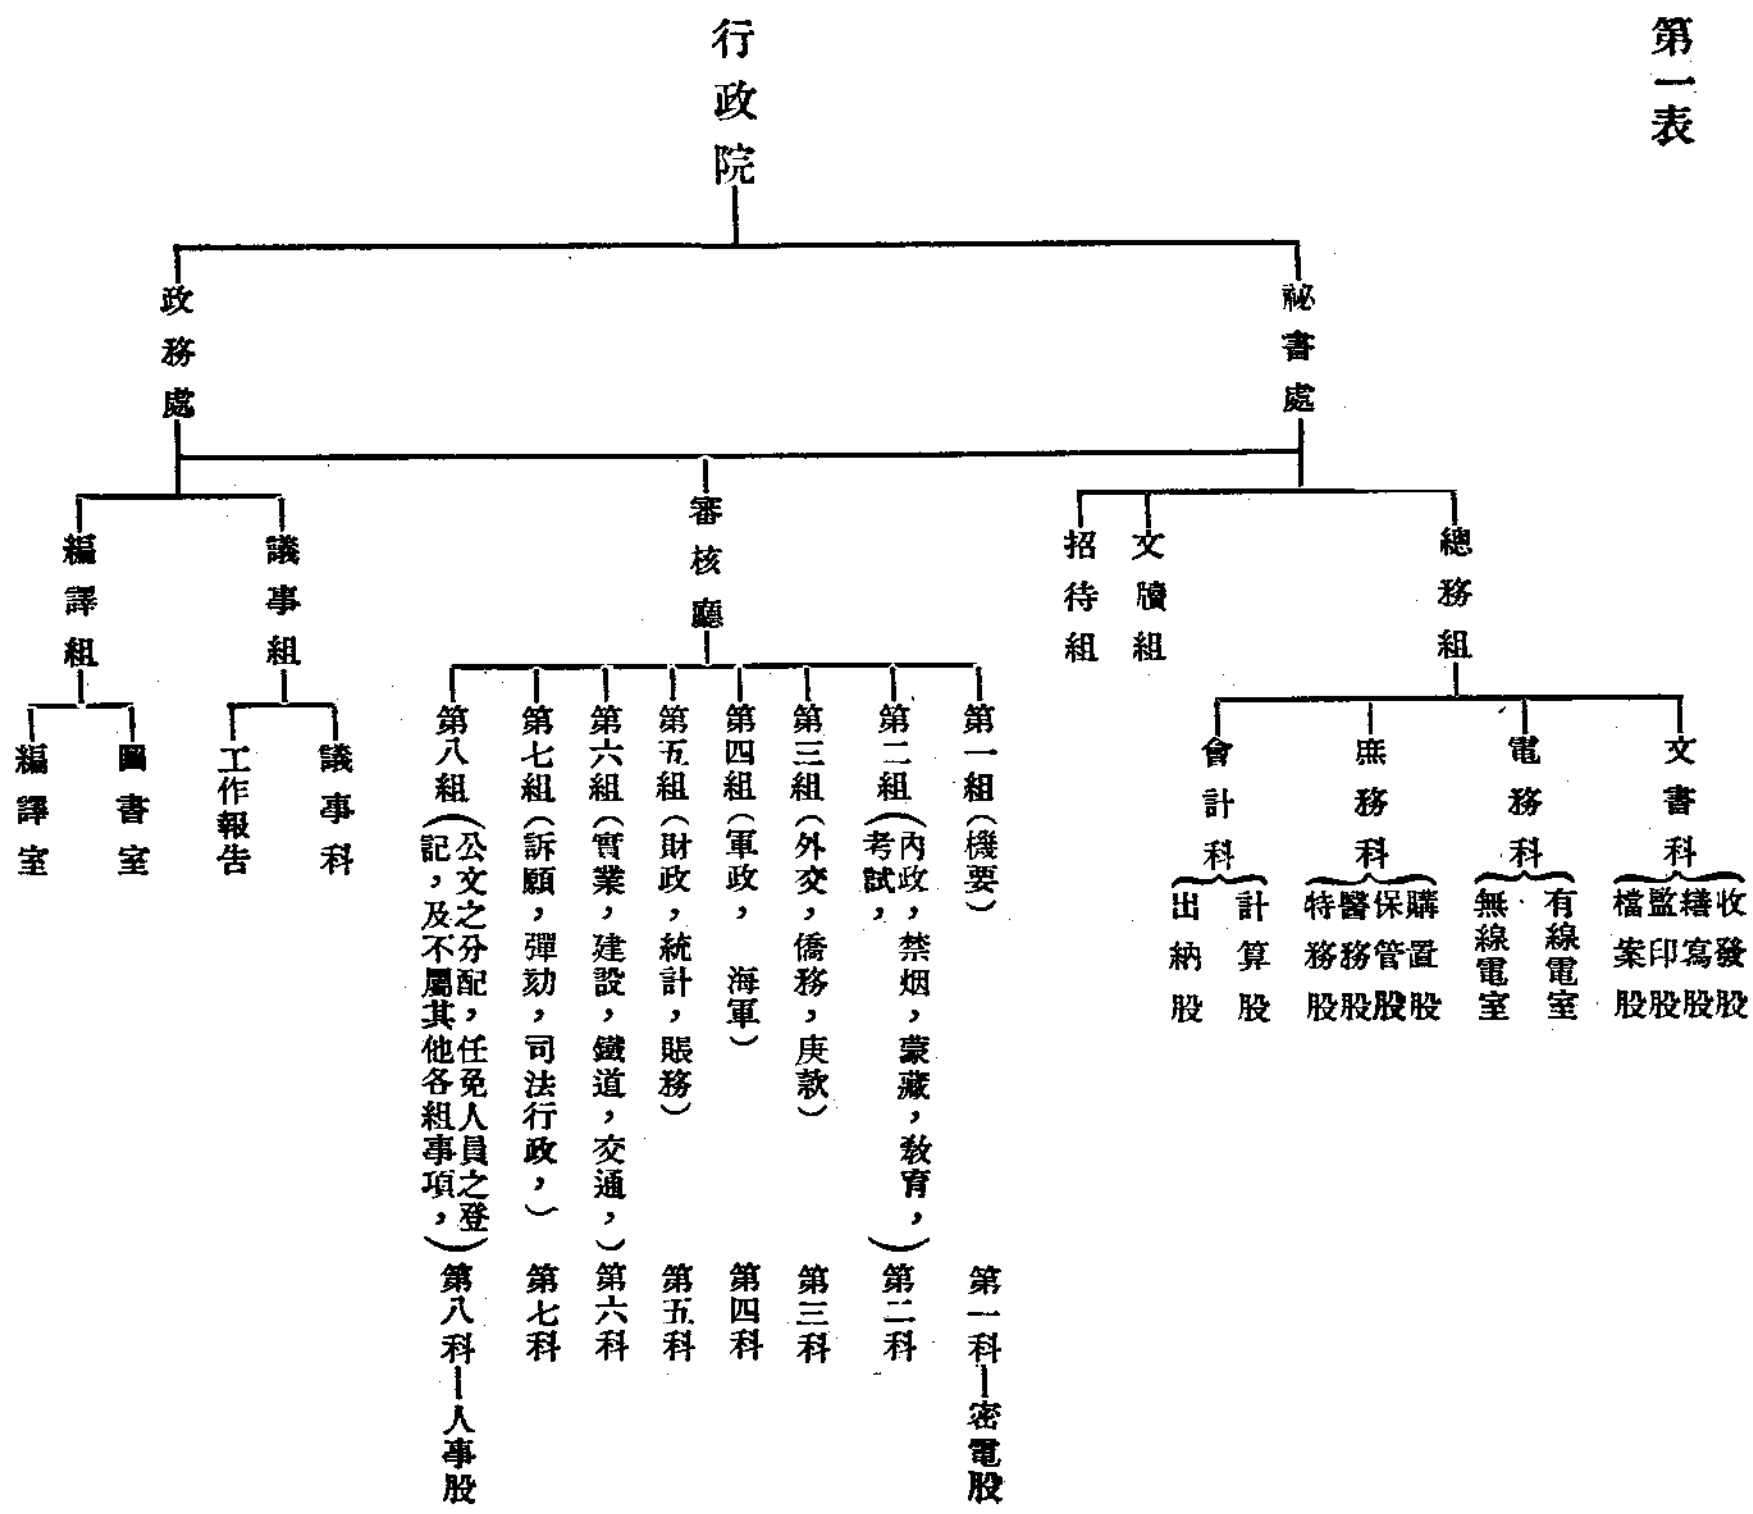 第一表
行政院
祕書處
政務處
總務組
文牘組
招待組
審核廳
議事組
編譯組
文書科
電務科
庶務科
會計科
收發股
繕寫股
監印股
檔案股
有線電室
無線電室
購置股
保管股
醫務股
特務股
計算股
出納股
第一組(機要)
第一科—密電股
第二組(內政,禁烟,蒙藏,敎育,
考試,)
第二科
第三組(外交,僑務,庚款)
第三科
第四組(軍政,海軍)
第四科
第五組(財政,統計,賬務)
第五科
第六組(實業,建設,鐵道,交通,)
第六科
第七組(訴願,彈劾,司法行政,)
第七科
第八組(公文之分配,任免人員之登
記,及不屬其他各組事項,)
第八科—人事股
議事科
工作報告
圖書室
編譯室